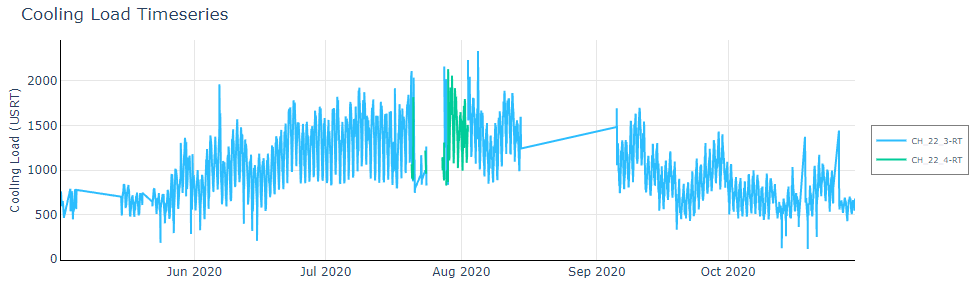 Cooling Load Timeseries
Cooling Load (USRT)
2000
1500
1000
500
0
Jun 2020
Jul 2020
Aug 2020
Sep 2020
Oct 2020
CH_22_3-RT
CH_22_4-RT